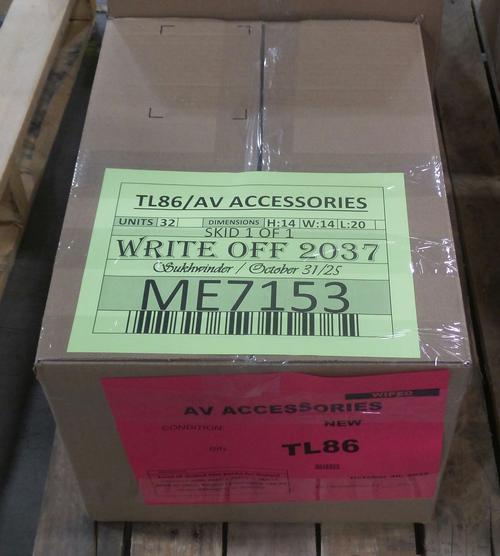 TL86/AV ACCESSORIES
UNITS 32 DIMENSIONS H:14 W:14 L:20
SKID 1 OF 1
WRITE OFF 2037
Sukhwinder / October 31/25
ME7153
WIPED
AV ACCESSORIES
CONDITION: NEW
TL86